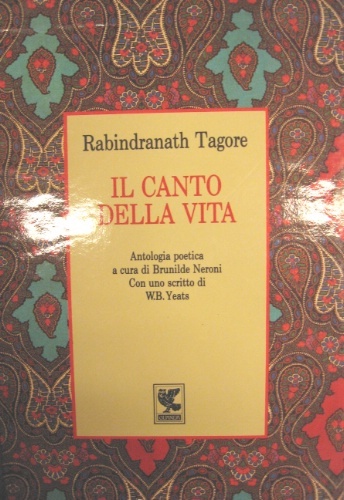 Rabindranath Tagore
IL CANTO
DELLA VITA
Antologia poetica
a cura di Brunilde Neroni
Con uno scritto di
W.B. Yeats